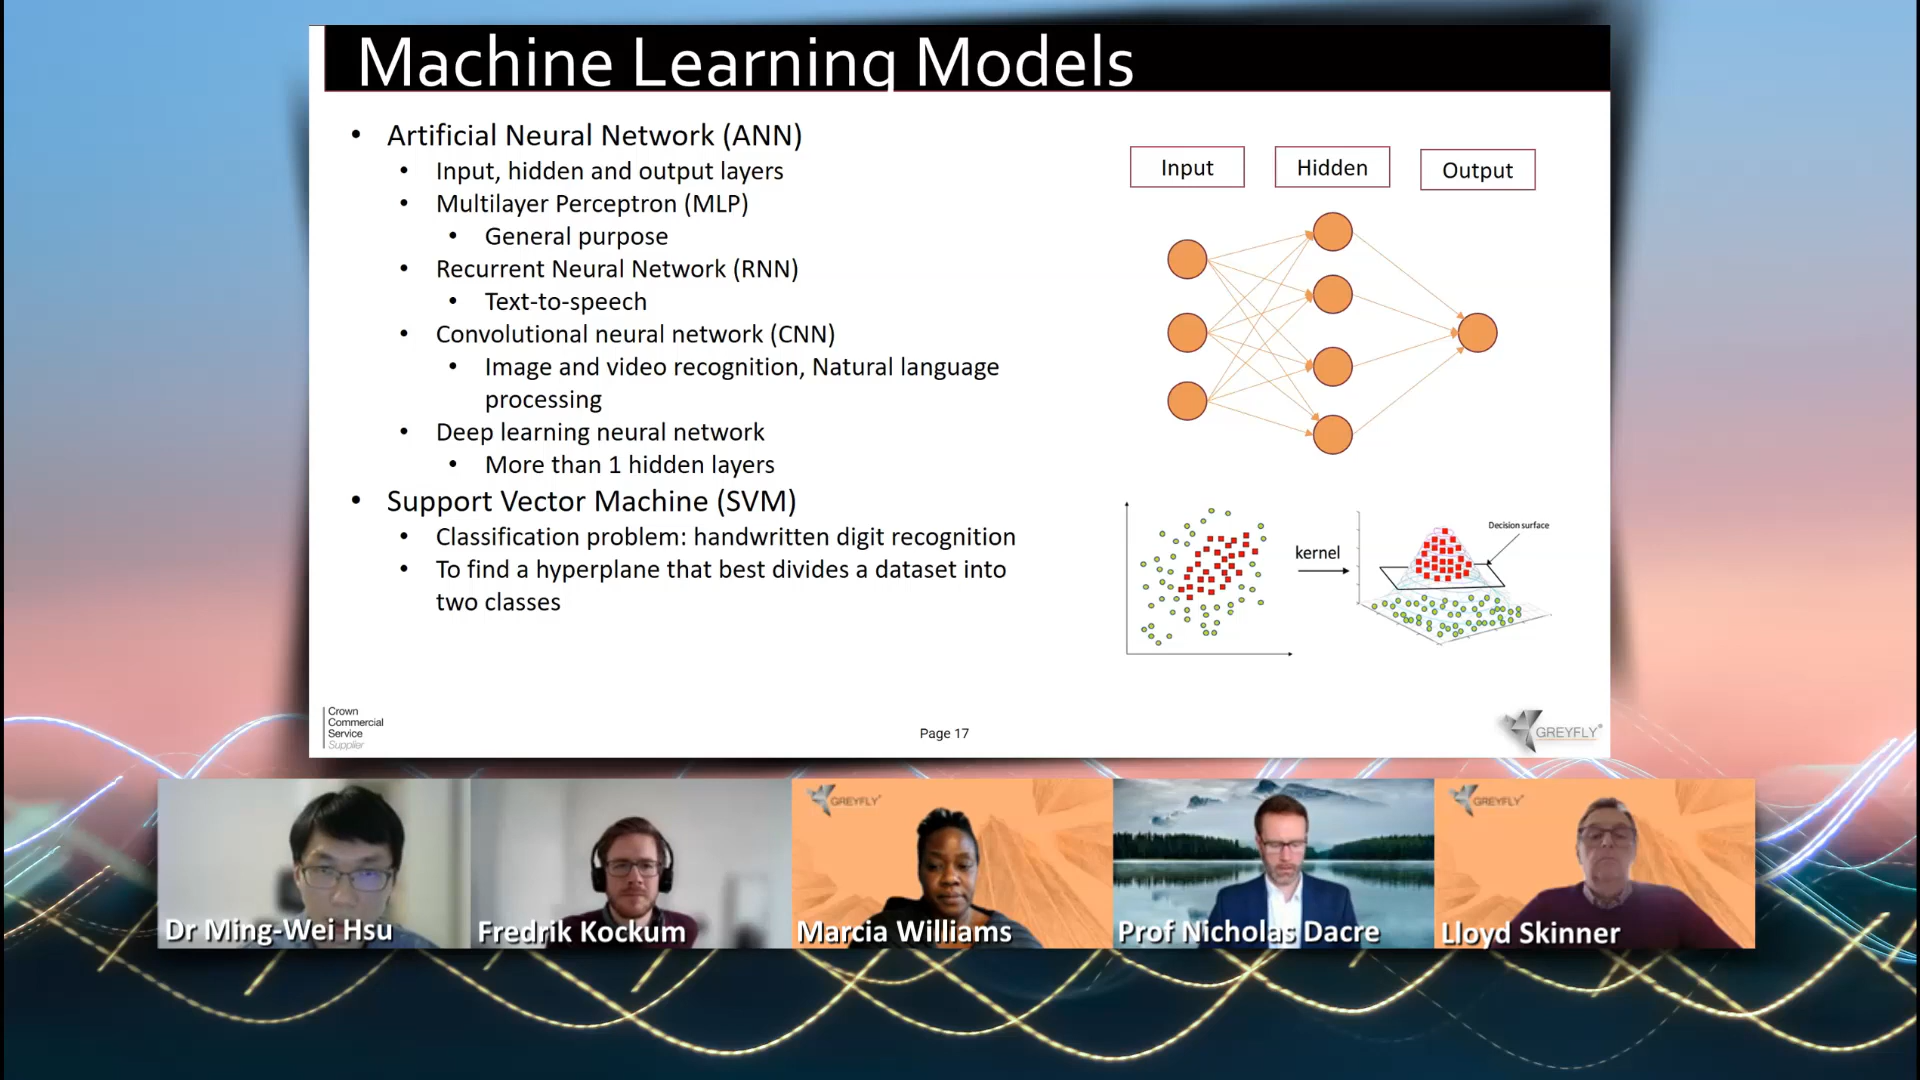 Machine Learning Models
• Artificial Neural Network (ANN)
• Input, hidden and output layers
• Multilayer Perceptron (MLP)
• General purpose
• Recurrent Neural Network (RNN)
• Text-to-speech
• Convolutional neural network (CNN)
• Image and video recognition, Natural language
processing
• Deep learning neural network
• More than 1 hidden layers
• Support Vector Machine (SVM)
• Classification problem: handwritten digit recognition
• To find a hyperplane that best divides a dataset into
two classes
Input
Hidden
Output
kernel
Decision surface
Crown
Commercial
Service
Supplier
Page 17
GREYFLY
Dr Ming-Wei Hsu
Fredrik Kockum
GREYFLY
Marcia Williams
Prof Nicholas Dacre
GREYFLY
Lloyd Skinner